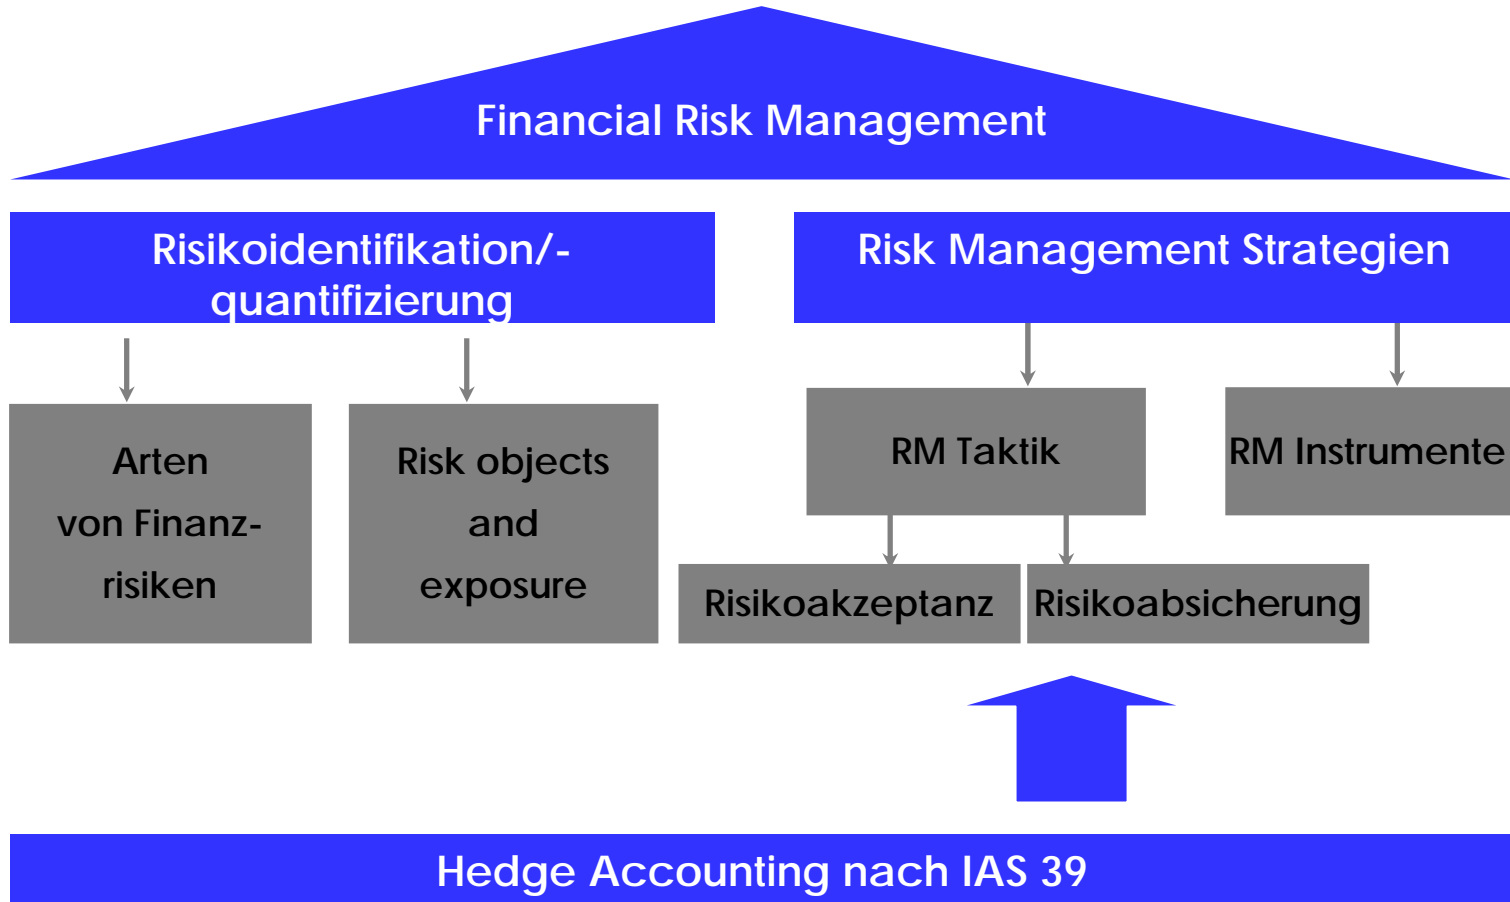 Financial Risk Management
Risikoidentifikation/-
quantifizierung
Risk Management Strategien
Arten
von Finanz-
risiken
Risk objects
and
exposure
RM Taktik
RM Instrumente
Risikoakzeptanz
Risikoabsicherung
Hedge Accounting nach IAS 39